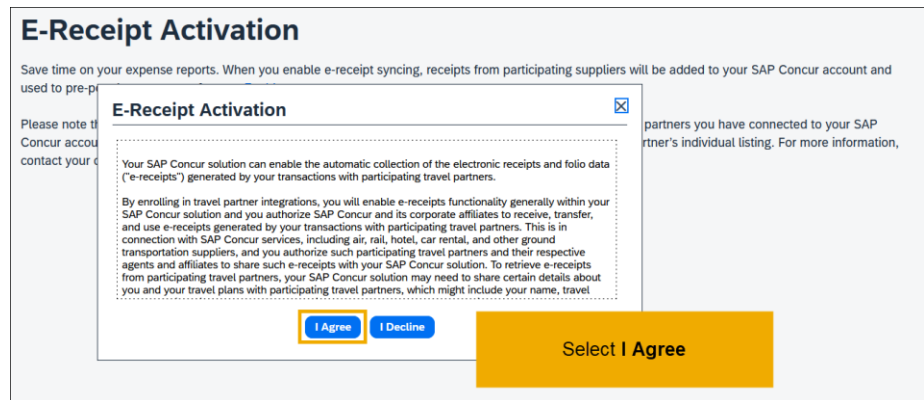 E-Receipt Activation
Save time on your expense reports. When you enable e-receipt syncing, receipts from participating suppliers will be added to your SAP Concur account and
used to pre-p
Please note th
partners you have connected to your SAP
Concur accou
rtner's individual listing. For more information,
contact your
E-Receipt Activation
Your SAP Concur solution can enable the automatic collection of the electronic receipts and folio data
("e-receipts") generated by your transactions with participating travel partners.
By enrolling in travel partner integrations, you will enable e-receipts functionality generally within your
SAP Concur solution and you authorize SAP Concur and its corporate affiliates to receive, transfer,
and use e-receipts generated by your transactions with participating travel partners. This is in
connection with SAP Concur services, including air, rail, hotel, car rental, and other ground
transportation suppliers, and you authorize such participating travel partners and their respective
agents and affiliates to share such e-receipts with your SAP Concur solution. To retrieve e-receipts
from participating travel partners, your SAP Concur solution may need to share certain details about
you and your travel plans with participating travel partners, which might include your name, travel
I Agree
I Decline
Select I Agree